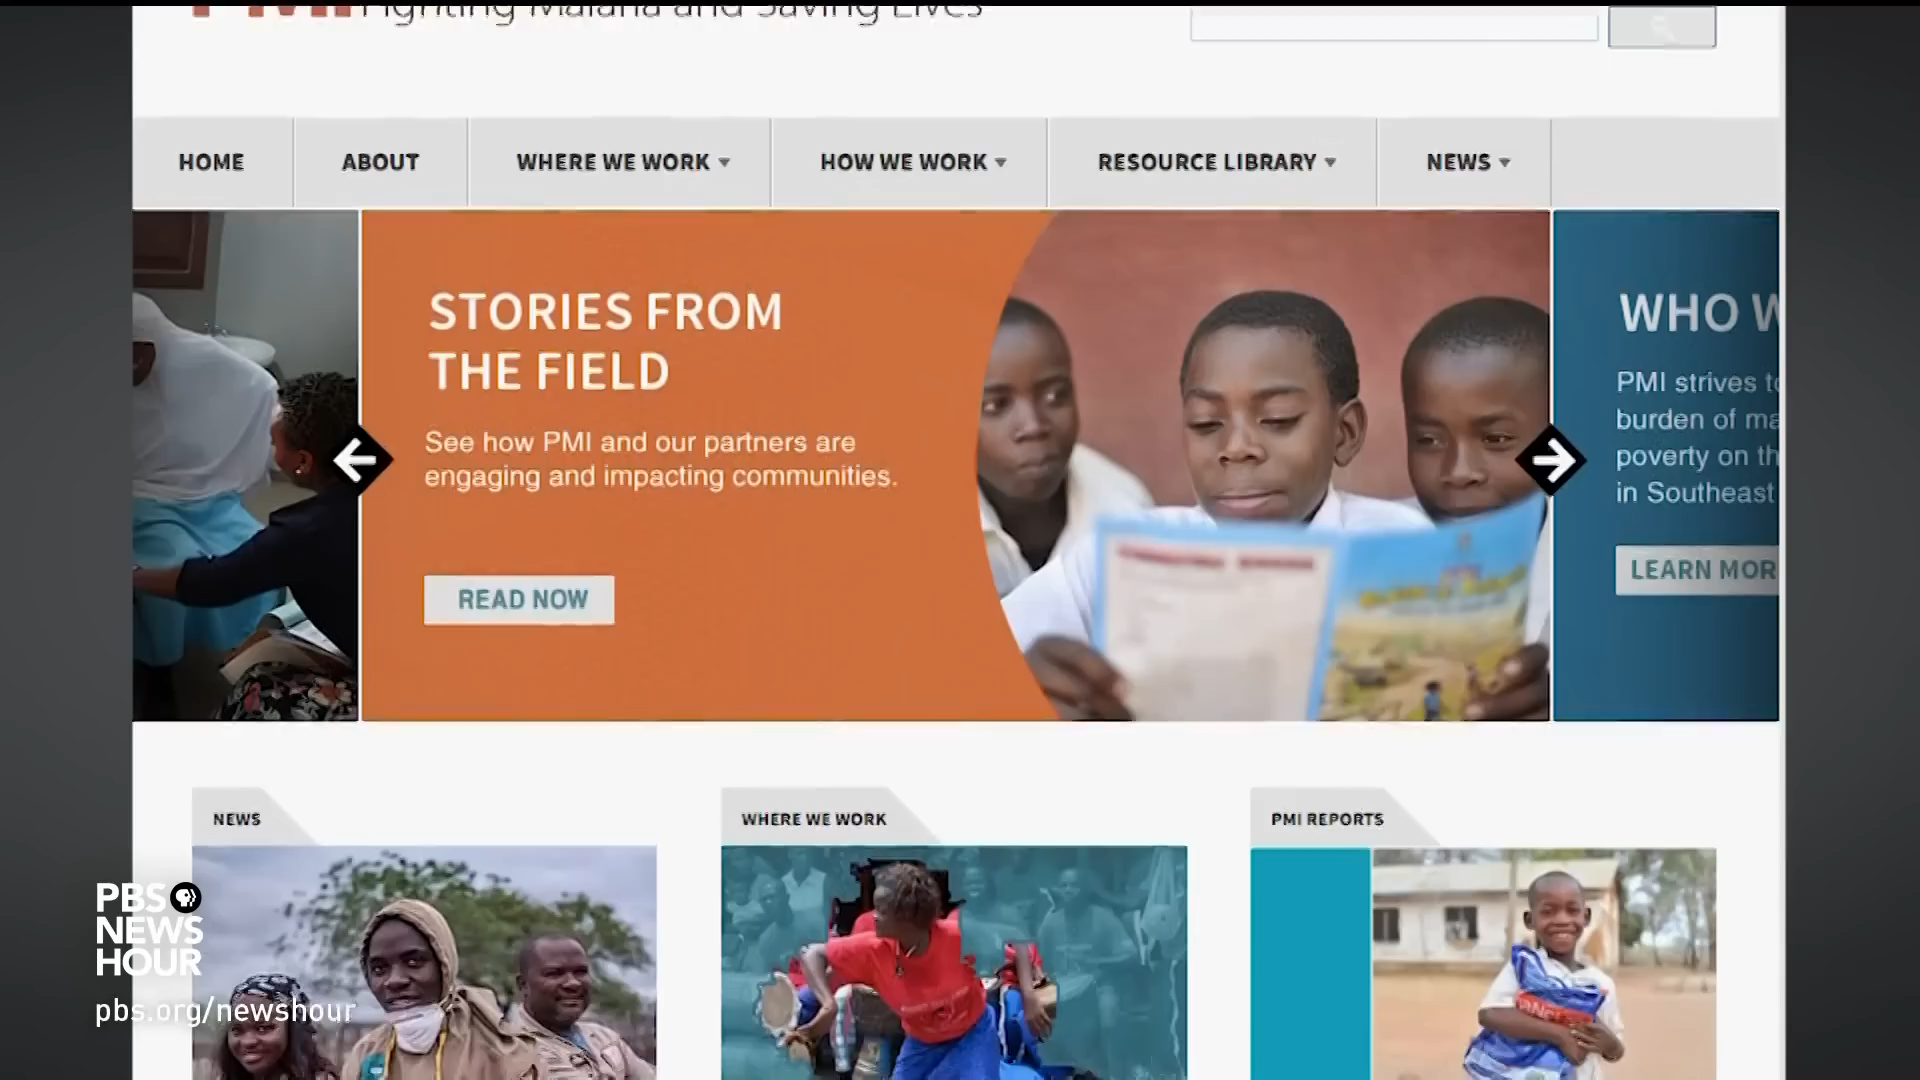 PMI Fighting Malaria and Saving Lives
HOME
ABOUT
WHERE WE WORK
HOW WE WORK
RESOURCE LIBRARY
NEWS
STORIES FROM
THE FIELD
See how PMI and our partners are
engaging and impacting communities.
READ NOW
WHO W
PMI strives to
burden of ma
poverty on th
in Southeast
LEARN MOR
NEWS
WHERE WE WORK
PMI REPORTS
PBS
NEWS
HOUR
pbs.org/newshour